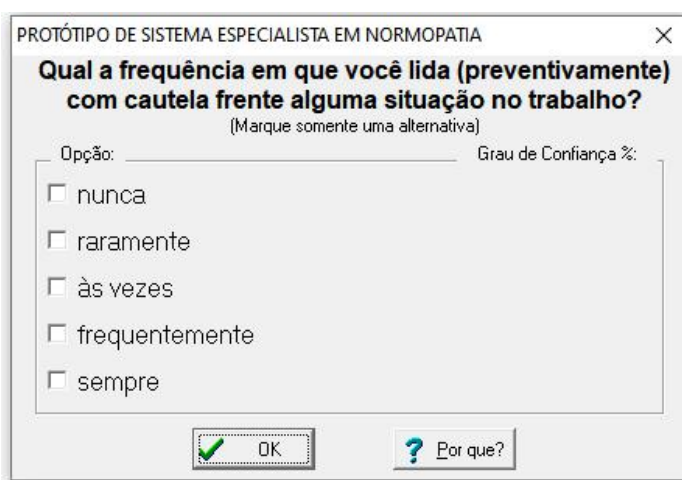 PROTÓTIPO DE SISTEMA ESPECIALISTA EM NORMOPATIA
Qual a frequência em que você lida (preventivamente)
com cautela frente alguma situação no trabalho?
(Marque somente uma alternativa)
Opção: Grau de Confiança %:
nunca
raramente
às vezes
frequentemente
sempre
OK ? Por que?